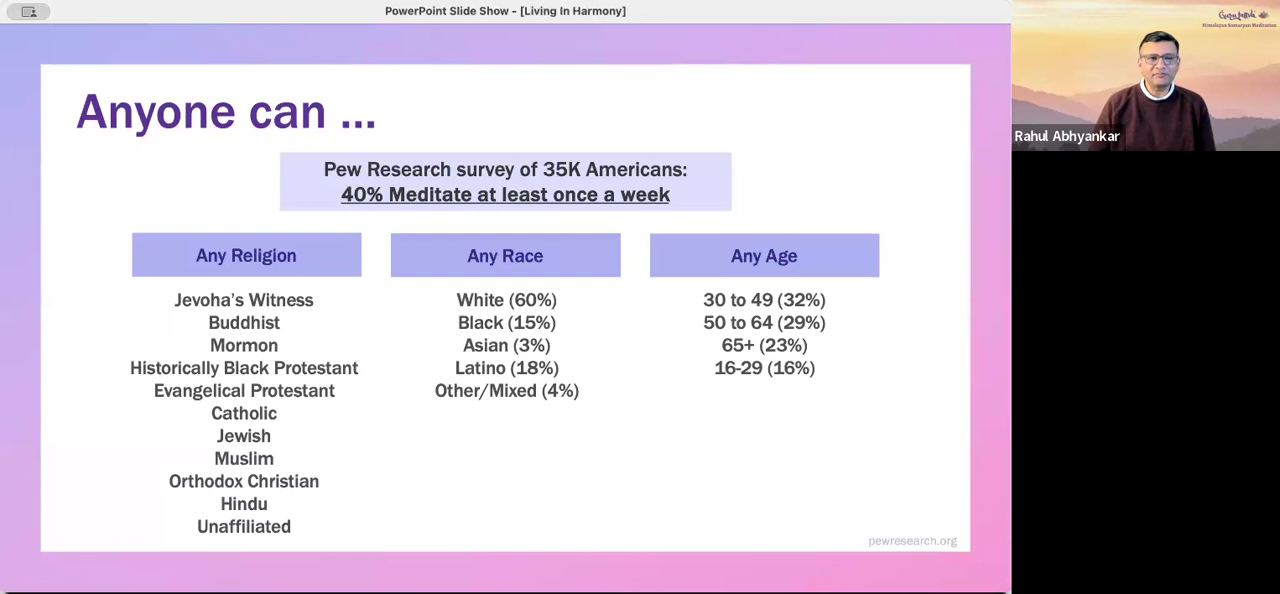 PowerPoint Slide Show - [Living In Harmony]
Anyone can ...
Pew Research survey of 35K Americans:
40% Meditate at least once a week
Any Religion
Jevoha's Witness
Buddhist
Mormon
Historically Black Protestant
Evangelical Protestant
Catholic
Jewish
Muslim
Orthodox Christian
Hindu
Unaffiliated
Any Race
White (60%)
Black (15%)
Asian (3%)
Latino (18%)
Other/Mixed (4%)
Any Age
30 to 49 (32%)
50 to 64 (29%)
65+ (23%)
16-29 (16%)
pewresearch.org
Himalayan Samarpan Meditation
Rahul Abhyankar